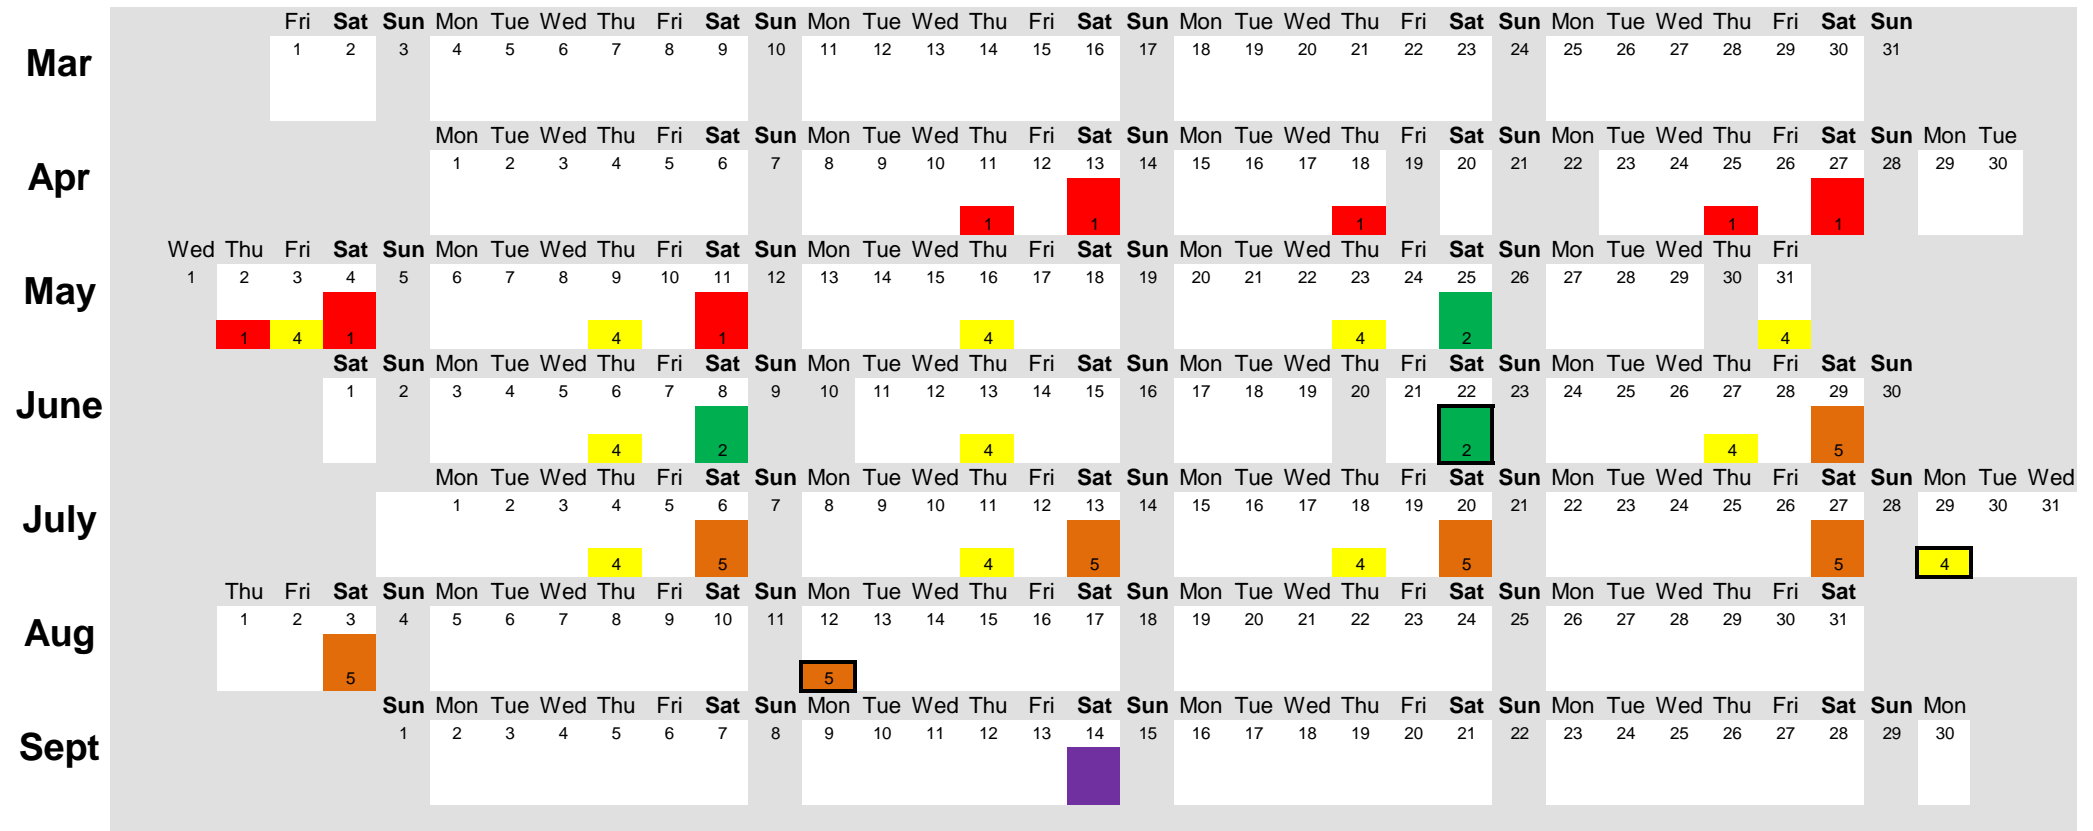 Fri Sat Sun Mon Tue Wed Thu Fri Sat Sun Mon Tue Wed Thu Fri Sat Sun Mon Tue Wed Thu Fri Sat Sun Mon Tue Wed Thu Fri Sat Sun
Mar 1 2 3 4 5 6 7 8 9 10 11 12 13 14 15 16 17 18 19 20 21 22 23 24 25 26 27 28 29 30 31
Mon Tue Wed Thu Fri Sat Sun Mon Tue Wed Thu Fri Sat Sun Mon Tue Wed Thu Fri Sat Sun Mon Tue Wed Thu Fri Sat Sun Mon Tue
Apr 1 2 3 4 5 6 7 8 9 10 11 12 13 14 15 16 17 18 19 20 21 22 23 24 25 26 27 28 29 30
1 1 1 1 1
Wed Thu Fri Sat Sun Mon Tue Wed Thu Fri Sat Sun Mon Tue Wed Thu Fri Sat Sun Mon Tue Wed Thu Fri Sat Sun Mon Tue Wed Thu Fri
May 1 2 3 4 5 6 7 8 9 10 11 12 13 14 15 16 17 18 19 20 21 22 23 24 25 26 27 28 29 30 31
1 4 1 4 1 4 4 2 4
Sat Sun Mon Tue Wed Thu Fri Sat Sun Mon Tue Wed Thu Fri Sat Sun Mon Tue Wed Thu Fri Sat Sun Mon Tue Wed Thu Fri Sat Sun
June 1 2 3 4 5 6 7 8 9 10 11 12 13 14 15 16 17 18 19 20 21 22 23 24 25 26 27 28 29 30
4 2 4 2 4 5
Mon Tue Wed Thu Fri Sat Sun Mon Tue Wed Thu Fri Sat Sun Mon Tue Wed Thu Fri Sat Sun Mon Tue Wed Thu Fri Sat Sun Mon Tue Wed
July 1 2 3 4 5 6 7 8 9 10 11 12 13 14 15 16 17 18 19 20 21 22 23 24 25 26 27 28 29 30 31
4 5 4 5 4 5 5 4
Thu Fri Sat Sun Mon Tue Wed Thu Fri Sat Sun Mon Tue Wed Thu Fri Sat Sun Mon Tue Wed Thu Fri Sat Sun Mon Tue Wed Thu Fri Sat
Aug 1 2 3 4 5 6 7 8 9 10 11 12 13 14 15 16 17 18 19 20 21 22 23 24 25 26 27 28 29 30 31
5 5
Sun Mon Tue Wed Thu Fri Sat Sun Mon Tue Wed Thu Fri Sat Sun Mon Tue Wed Thu Fri Sat Sun Mon Tue Wed Thu Fri Sat Sun Mon
Sept 1 2 3 4 5 6 7 8 9 10 11 12 13 14 15 16 17 18 19 20 21 22 23 24 25 26 27 28 29 30